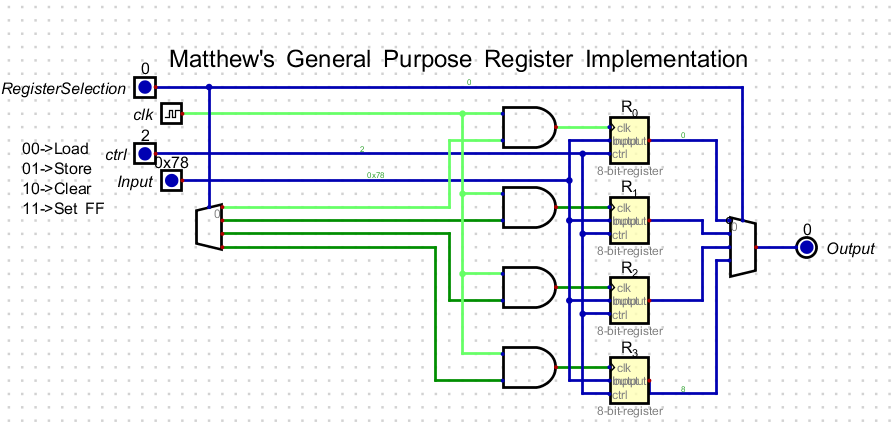 Matthew's General Purpose Register Implementation
0
RegisterSelection
0
clk
2
ctrl
2
0x78
Input
0x78
00->Load
01->Store
10->Clear
11->Set FF
0
R0
clk
ctrl
8-bit-register
0
R1
clk
ctrl
8-bit-register
R2
clk
ctrl
8-bit-register
R3
clk
ctrl
8-bit-register
8
0
0
Output